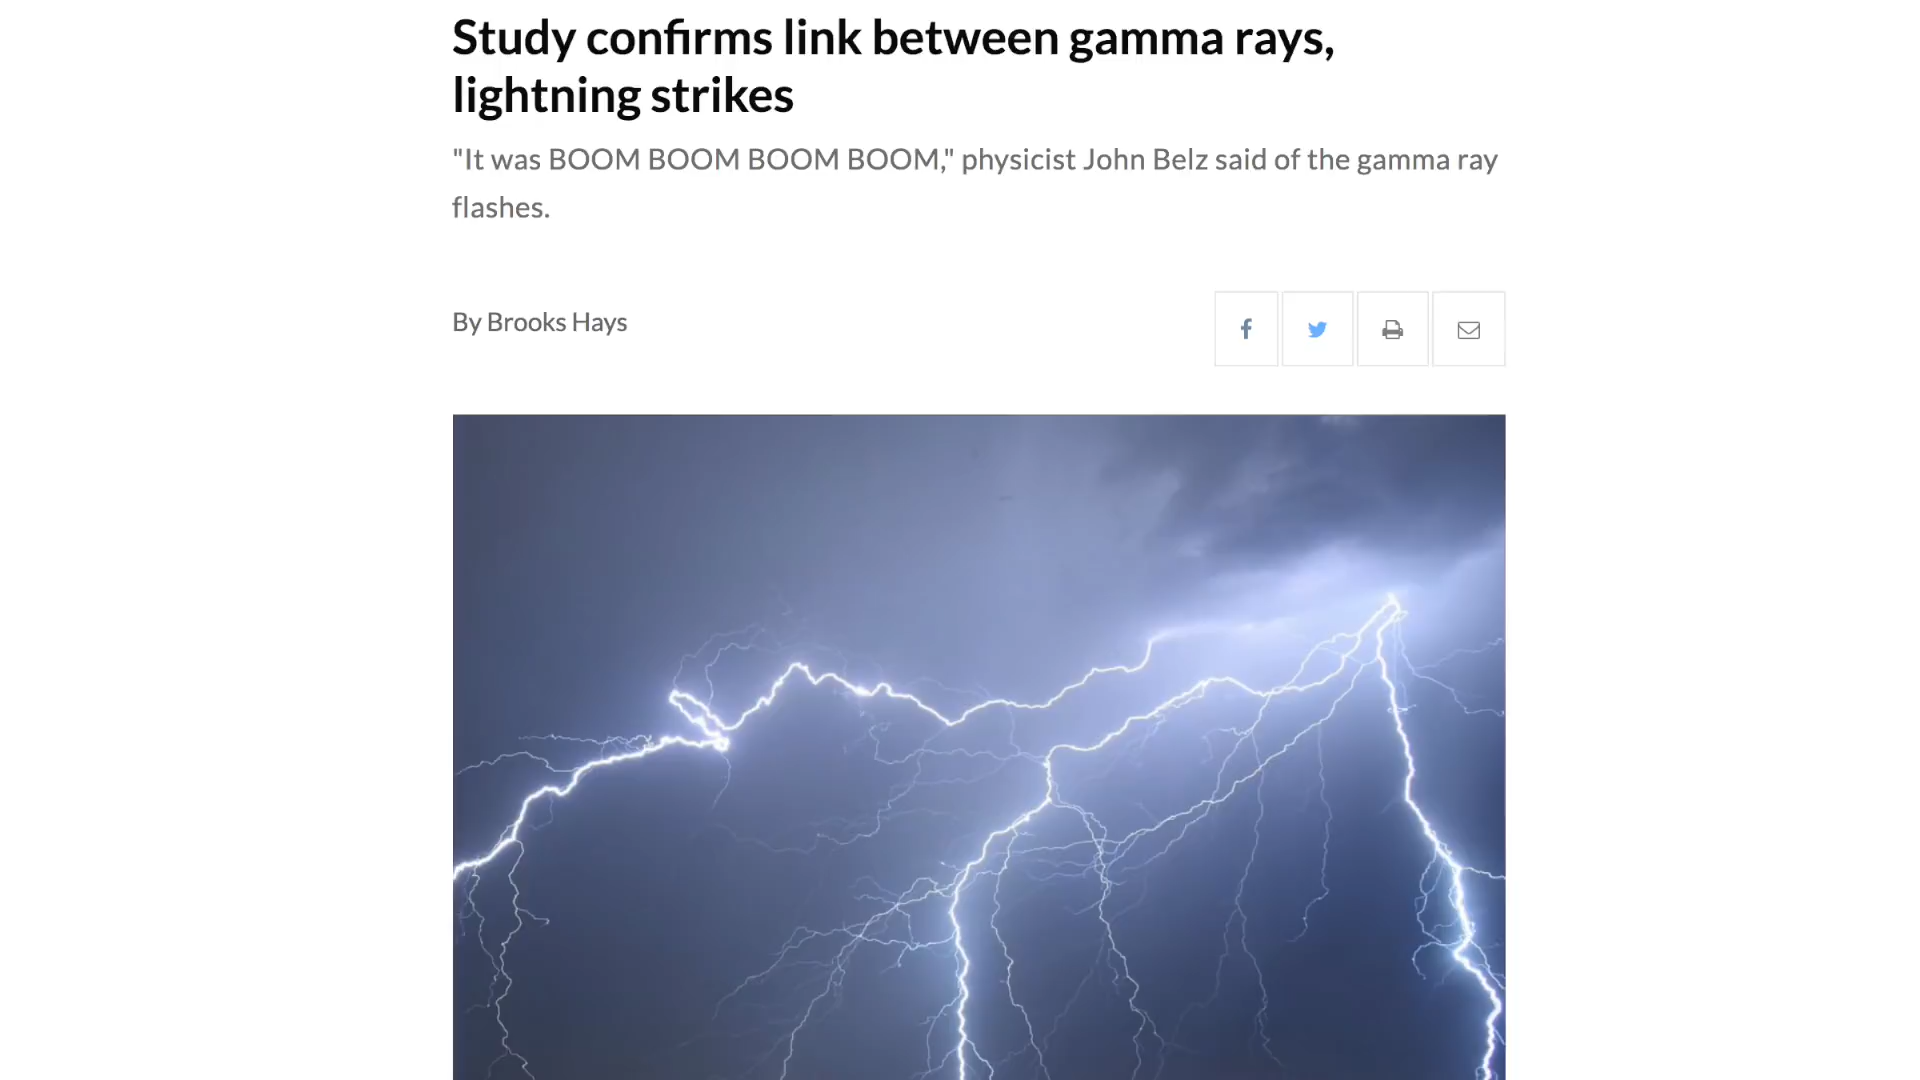 Study confirms link between gamma rays,
lightning strikes
"It was BOOM BOOM BOOM BOOM," physicist John Belz said of the gamma ray
flashes.
By Brooks Hays